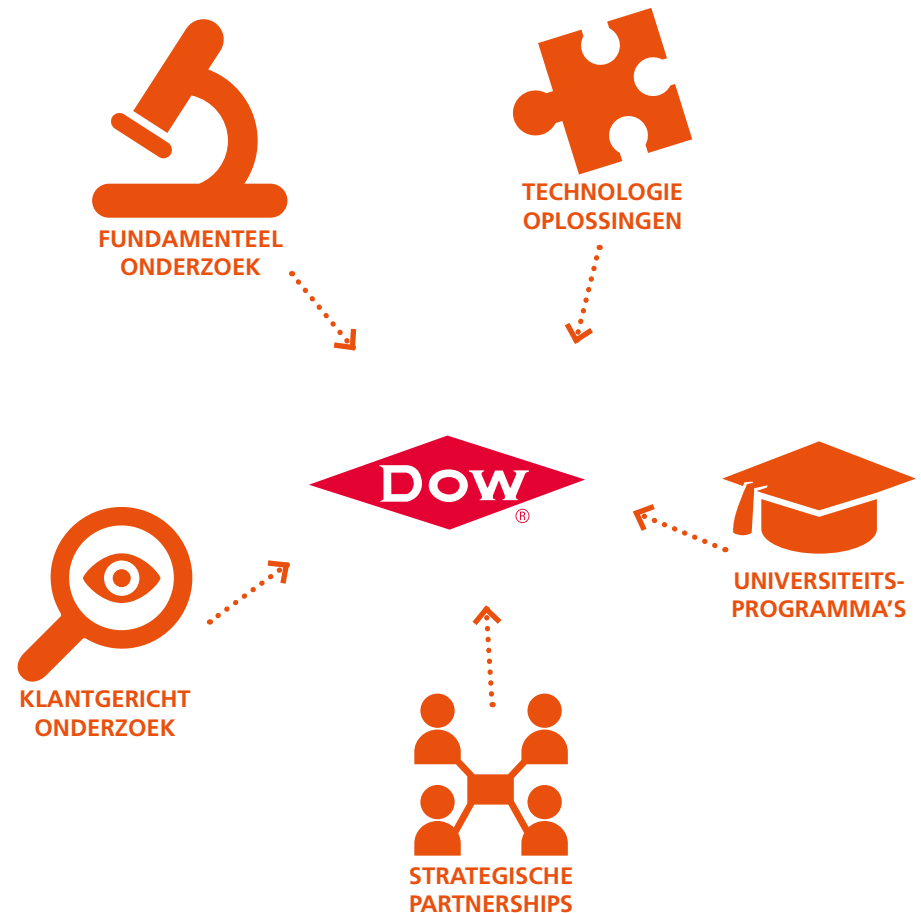 FUNDAMENTEEL
ONDERZOEK
TECHNOLOGIE
OPLOSSINGEN
Dow
®
UNIVERSITEITS-
PROGRAMMA'S
KLANTGERICHT
ONDERZOEK
STRATEGISCHE
PARTNERSHIPS